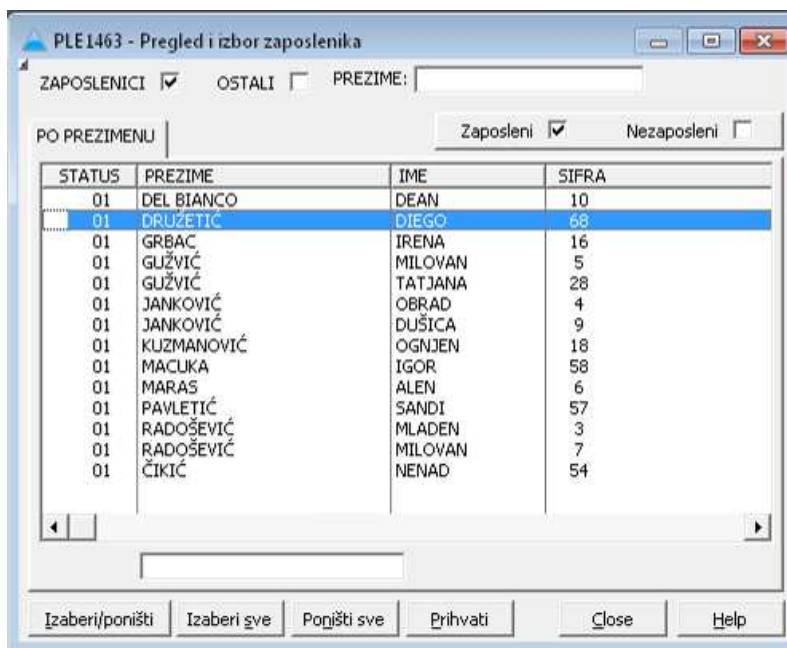 PLE1463 - Pregled i izbor zaposlenika
ZAPOSLENICI OSTALI PREZIME:
PO PREZIMENU Zaposleni Nezaposleni
STATUS PREZIME IME SIFRA
01 DEL BIANCO DEAN 10
01 DRUŽETIĆ DIEGO 68
01 GRBAC IRENA 16
01 GUŽVIĆ MILOVAN 5
01 GUŽVIĆ TATJANA 28
01 JANKOVIĆ OBRAD 4
01 JANKOVIĆ DUŠICA 9
01 KUZMANOVIĆ OGNJEN 18
01 MACUKA IGOR 58
01 MARAS ALEN 6
01 PAVLETIĆ SANDI 57
01 RADOŠEVIĆ MLADEN 3
01 RADOŠEVIĆ MILOVAN 7
01 ČIKIĆ NENAD 54
Izaberi/poništi Izaberi sve Poništi sve Prihvati Close Help